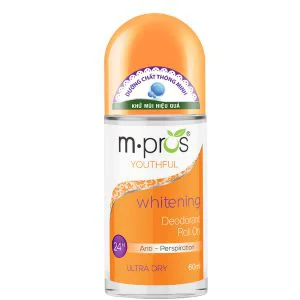 DƯỠNG CHẤT THÔNG MINH
KHỬ MÙI HIỆU QUẢ
m·pros®
YOUTHFUL
whitening
Deodorant
Roll On
24H
Anti - Perspiration
ULTRA DRY
60ml